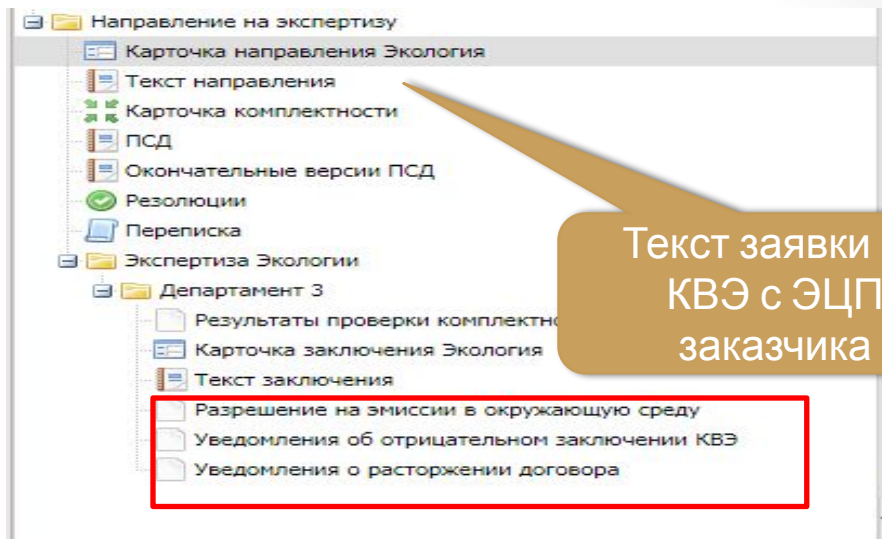 Направление на экспертизу
Карточка направления Экология
Текст направления
Карточка комплектности
ПСД
Окончательные версии ПСД
Резолюции
Переписка
Экспертиза Экологии
Департамент 3
Результаты проверки
Карточка заключения Экология
Текст заключения
Разрешение на эмиссии в окружающую среду
Уведомления об отрицательном заключении КВЭ
Уведомления о расторжении договора
Текст заявки
КВЭ с ЭЦП
заказчика